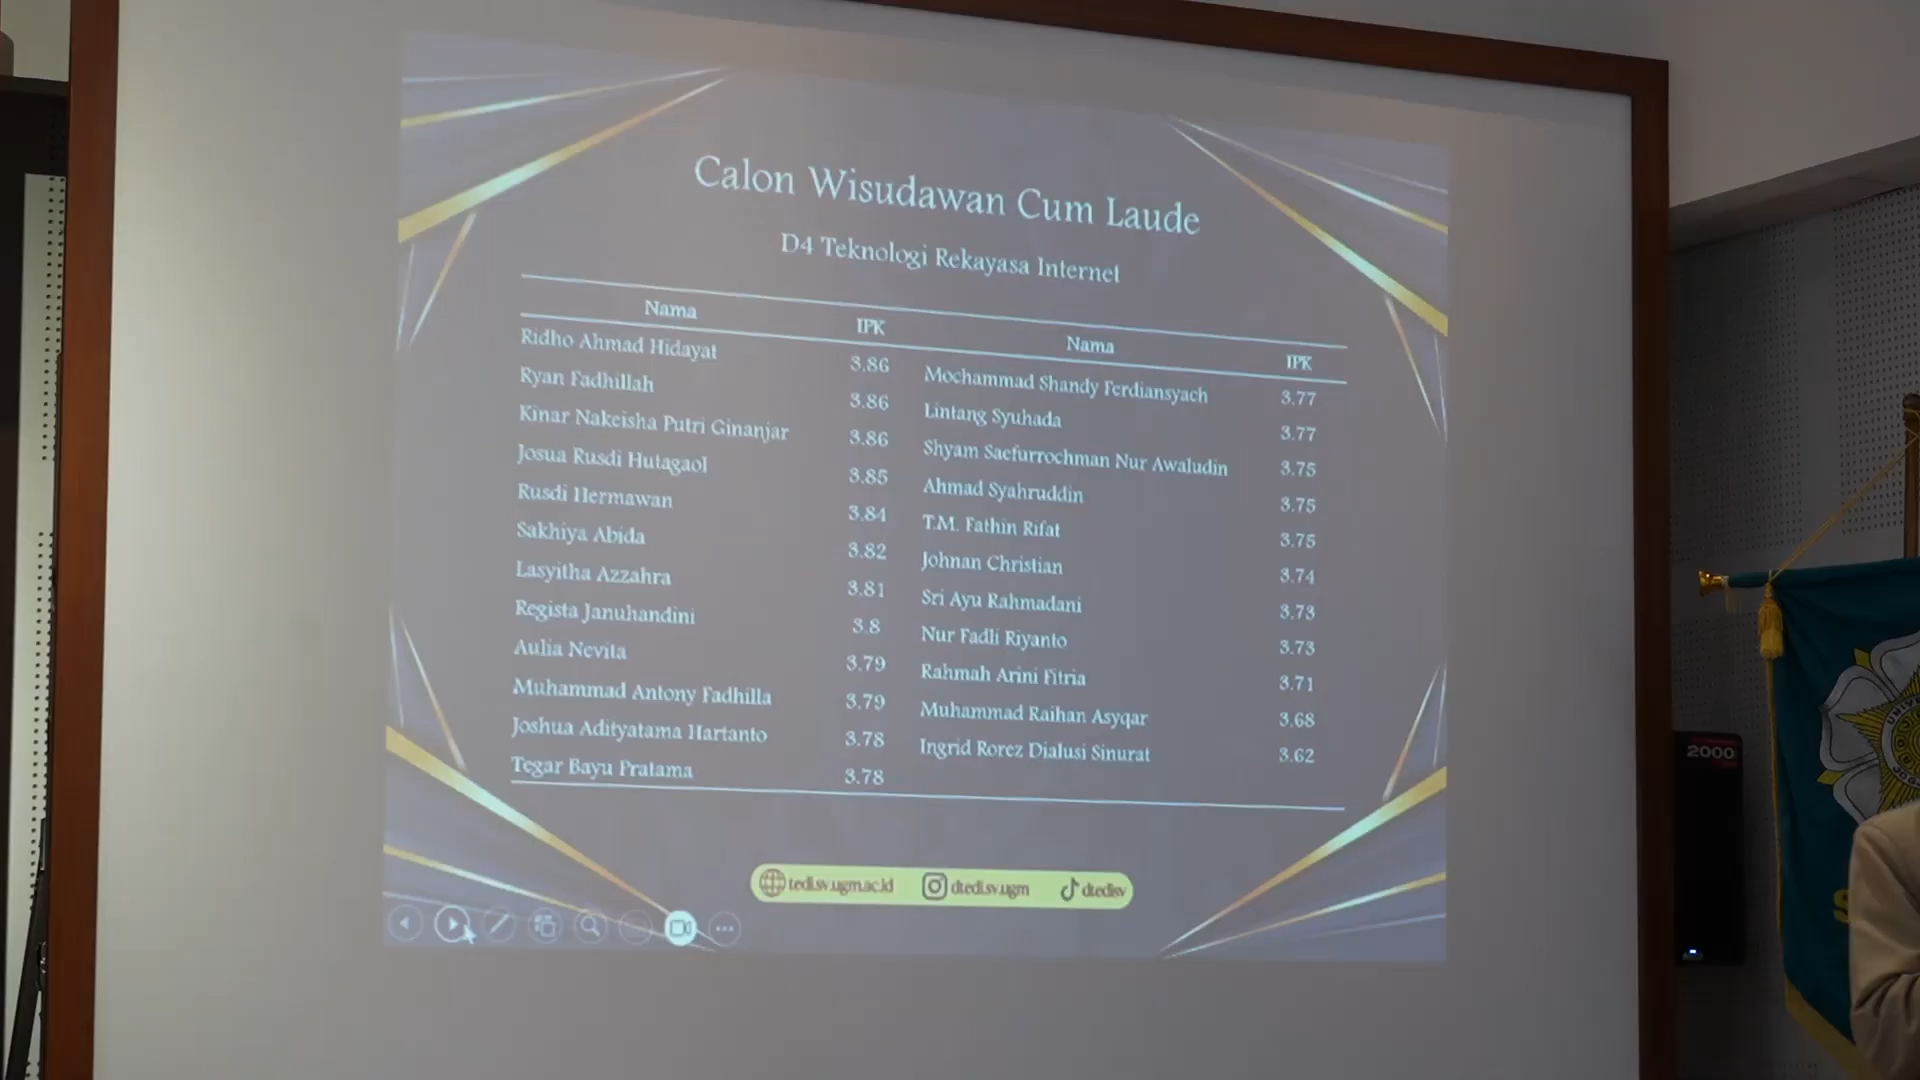 Calon Wisudawan Cum Laude
D4 Teknologi Rekayasa Internet
Nama IPK Nama IPK
Ridho Ahmad Hidayat 3.86 Mochammad Shandy Ferdiansyach 3.77
Ryan Fadhillah 3.86 Lintang Syuhada 3.77
Kinar Nakeisha Putri Ginanjar 3.86 Shyam Saefurrochman Nur Awaludin 3.75
Josua Rusdi Hutagaol 3.85 Ahmad Syahruddin 3.75
Rusdi Hermawan 3.84 T.M. Fathin Rifat 3.75
Sakhiya Abida 3.82 Johnan Christian 3.74
Lasyitha Azzahra 3.81 Sri Ayu Rahmadani 3.73
Regista Januhandini 3.8 Nur Fadli Riyanto 3.73
Aulia Nevita 3.79 Rahmah Arini Fitria 3.71
Muhammad Antony Fadhilla 3.79 Muhammad Raihan Asyqar 3.68
Joshua Adityatama Hartanto 3.78 Ingrid Rorez Dialusi Sinurat 3.62
Tegar Bayu Pratama 3.78
tedi.sv.ugm.ac.id dtedi.sv.ugm dtedisv
2000